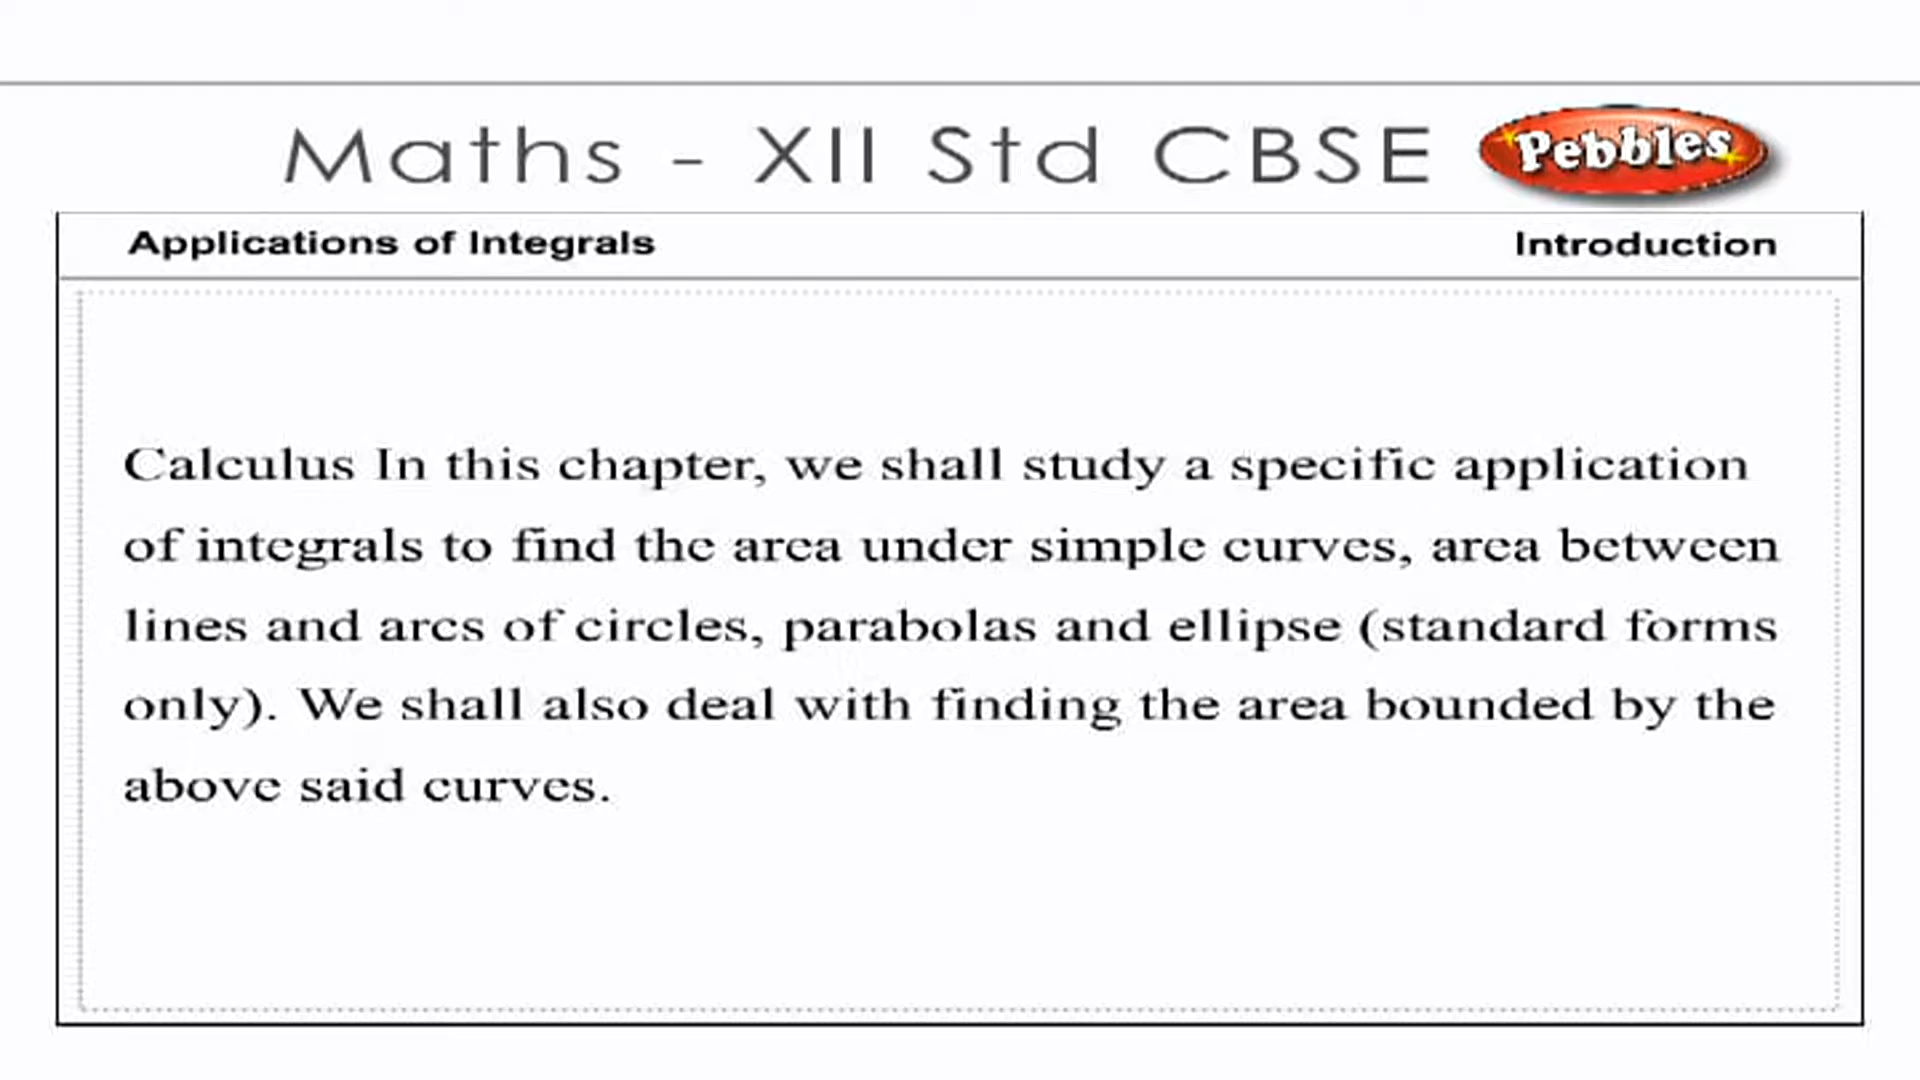 Maths - XII Std CBSE
Pebbles
Applications of Integrals
Introduction
Calculus In this chapter, we shall study a specific application
of integrals to find the area under simple curves, area between
lines and arcs of circles, parabolas and ellipse (standard forms
only). We shall also deal with finding the area bounded by the
above said curves.